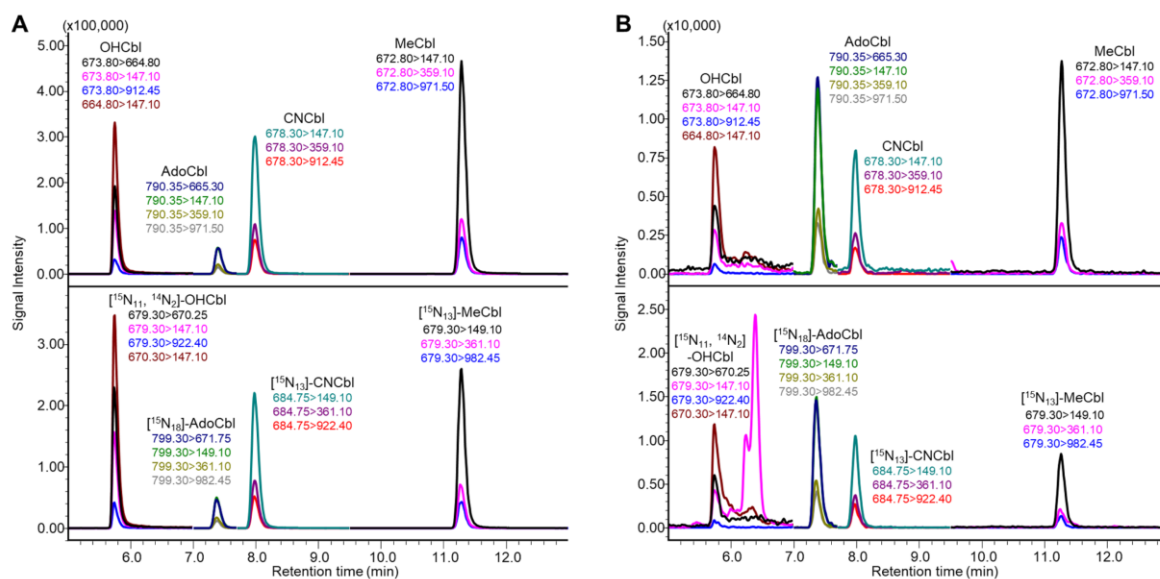 A
(x100,000)
5.00
4.00
3.00
2.00
1.00
0.00
Signal Intensity
OHCbl
673.80>664.80
673.80>147.10
673.80>912.45
664.80>147.10
AdoCbl
790.35>665.30
790.35>147.10
790.35>359.10
790.35>971.50
CNCbl
678.30>147.10
678.30>359.10
678.30>912.45
MeCbl
672.80>147.10
672.80>359.10
672.80>971.50
3.00
2.00
1.00
0.00
[¹⁵N₁₁, ¹⁴N₂]-OHCbl
679.30>670.25
679.30>147.10
679.30>922.40
670.30>147.10
[¹⁵N₁₈]-AdoCbl
799.30>671.75
799.30>149.10
799.30>361.10
799.30>982.45
[¹⁵N₁₃]-CNCbl
684.75>149.10
684.75>361.10
684.75>922.40
[¹⁵N₁₃]-MeCbl
679.30>149.10
679.30>361.10
679.30>982.45
6.0 7.0 8.0 9.0 10.0 11.0 12.0
Retention time (min)
B
(x10,000)
1.50
1.25
1.00
0.75
0.50
0.25
0.00
Signal Intensity
OHCbl
673.80>664.80
673.80>147.10
673.80>912.45
664.80>147.10
AdoCbl
790.35>665.30
790.35>147.10
790.35>359.10
790.35>971.50
CNCbl
678.30>147.10
678.30>359.10
678.30>912.45
MeCbl
672.80>147.10
672.80>359.10
672.80>971.50
2.50
2.00
1.50
1.00
0.50
0.00
[¹⁵N₁₁, ¹⁴N₂]
-OHCbl
679.30>670.25
679.30>147.10
679.30>922.40
670.30>147.10
[¹⁵N₁₈]-AdoCbl
799.30>671.75
799.30>149.10
799.30>361.10
799.30>982.45
[¹⁵N₁₃]-CNCbl
684.75>149.10
684.75>361.10
684.75>922.40
[¹⁵N₁₃]-MeCbl
679.30>149.10
679.30>361.10
679.30>982.45
6.0 7.0 8.0 9.0 10.0 11.0 12.0
Retention time (min)